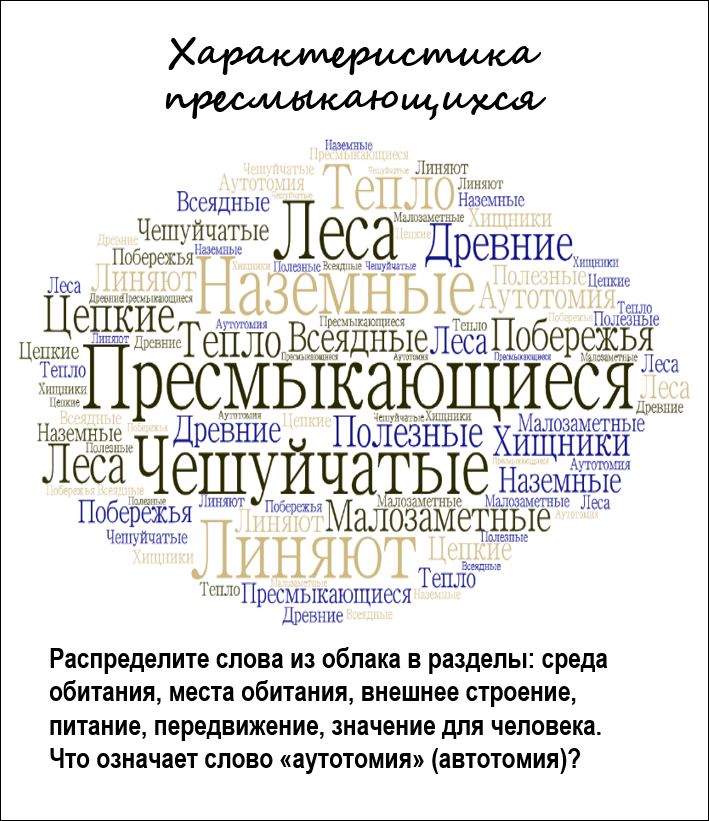 Характеристика
пресмыкающихся
Наземные
Пресмыкающиеся
Чешуйчатые Чешуйчатые Линяют
Аутотомия Тепло Линяют
Чешуйчатые
Всеядные Наземные
Чешуйчатые Леса Малозаметные Хищники
Древние Цепкие Древние
Побережья Наземные
Хищники Полезные Всеядные Чешуйчатые Хищники
Леса Линяют Наземные Полезные Цепкие
Древние Пресмыкающиеся Аутотомия
Цепкие Тепло
Аутотомия Пресмыкающиеся Тепло Побережья Полезные
Линяют Древние Тепло Всеядные Леса Побережья
Цепкие Пресмыкающиеся Аутотомия Пресмыкающиеся Малозаметные
Тепло Леса
Пресмыкающиеся
Хищники Леса
Цепкие Древние
Всеядные Аутотомия Цепкие Чешуйчатые Хищники
Наземные Побережья Древние Полезные Малозаметные
Полезные Хищники
Леса Чешуйчатые Пресмыкающиеся Аутотомия
Наземные
Побережья Всеядные
Полезные Линяют Побережья Малозаметные Малозаметные Леса
Побережья Линяют Малозаметные Аутотомия
Чешуйчатые Линяют Полезные
Хищники Цепкие
Всеядные
Тепло Малозаметные Тепло
Пресмыкающиеся Наземные
Древние Всеядные
Распределите слова из облака в разделы: среда
обитания, места обитания, внешнее строение,
питание, передвижение, значение для человека.
Что означает слово «аутотомия» (автотомия)?